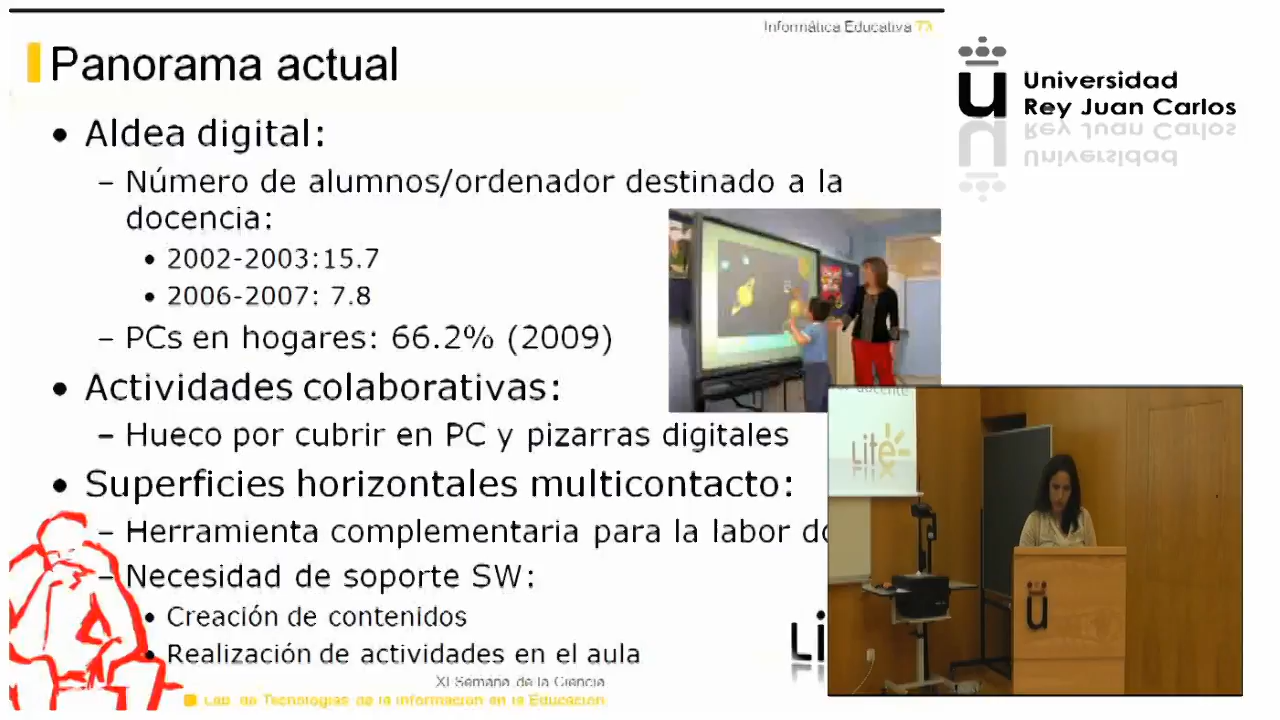 Informática Educativa
Panorama actual
• Aldea digital:
– Número de alumnos/ordenador destinado a la
docencia:
• 2002-2003:15.7
• 2006-2007: 7.8
– PCs en hogares: 66.2% (2009)
• Actividades colaborativas:
– Hueco por cubrir en PC y pizarras digitales
• Superficies horizontales multicontacto:
– Herramienta complementaria para la labor do
– Necesidad de soporte SW:
• Creación de contenidos
• Realización de actividades en el aula
XI Semana de la Ciencia
Lab. de Tecnologías de la Información en la Educación
Universidad
Rey Juan Carlos
docente
Lite
Lit